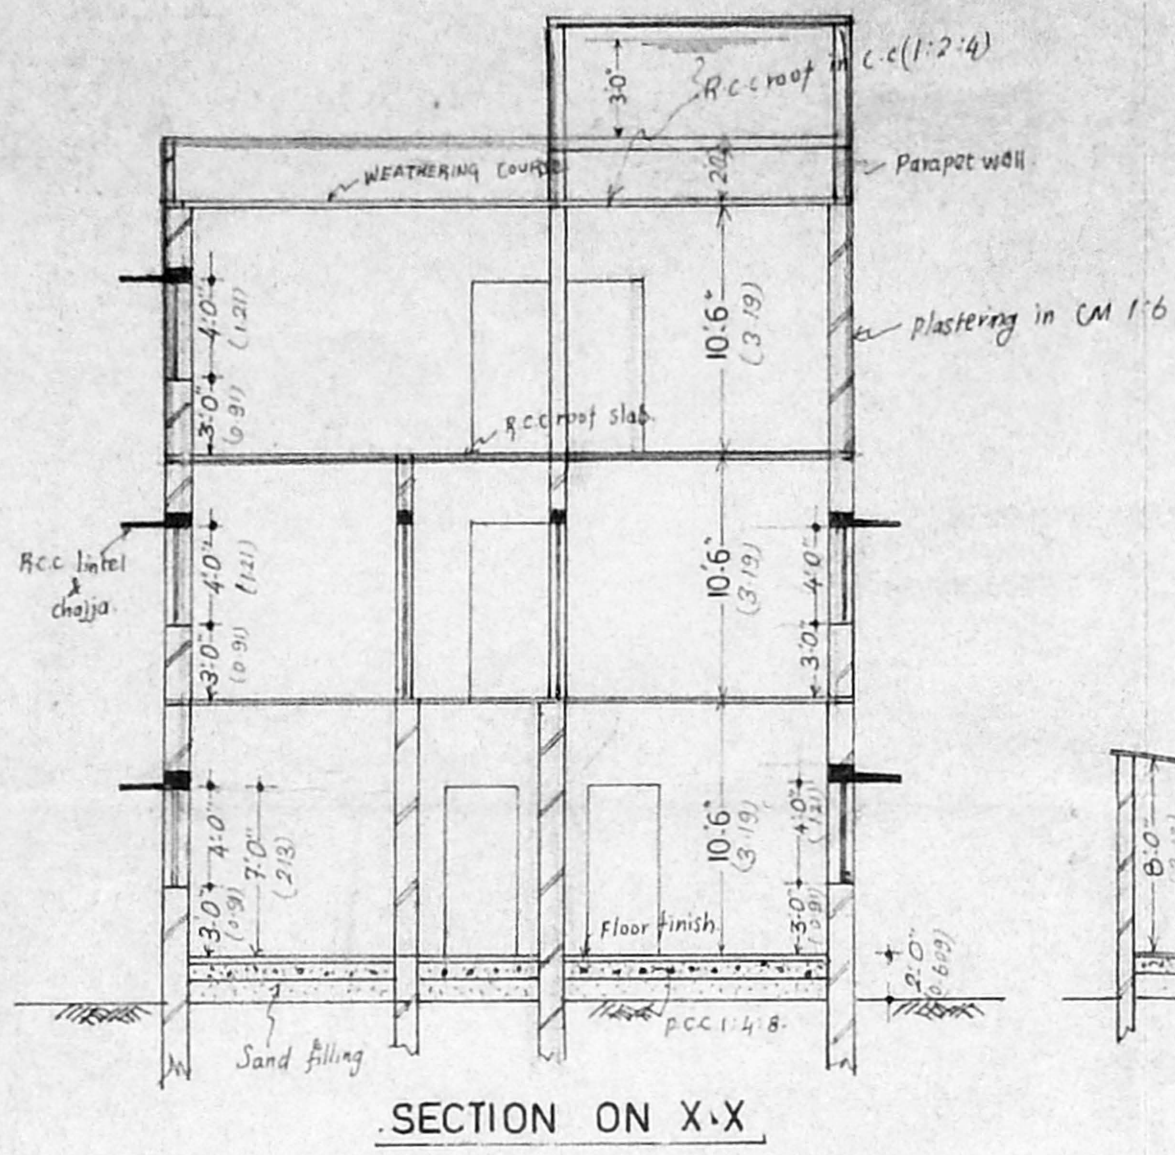 3'0"
R.c.c roof in c.c(1:2:4)
WEATHERING COURSE
2'0"
Parapet wall.
4'0"
(1.21)
3'0"
(0.91)
10'6"
(3.19)
plastering in CM 1:6
R.c.c roof slab.
R.c.c lintel
&
chajja.
4'0"
(1.21)
3'0"
(0.91)
10'6"
(3.19)
4'0"
3'0"
4'0"
3'0"
(0.91)
7'0"
(2.13)
10'6"
(3.19)
4'0"
(1.21)
3'0"
(0.91)
Floor finish.
2'0"
0.609)
8'0"
Sand filling
p.c.c 1:4:8.
SECTION ON X.X